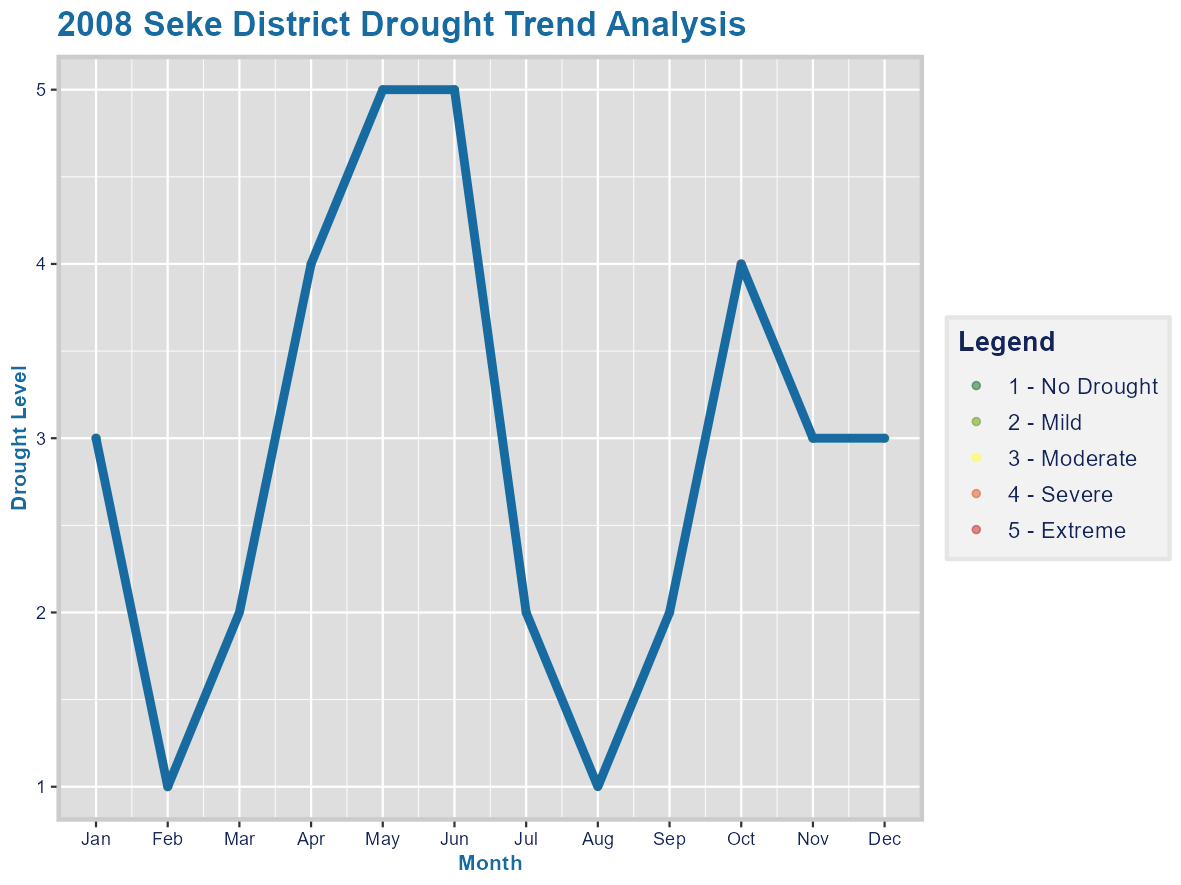 2008 Seke District Drought Trend Analysis
5
4
3
2
1
Drought Level
Jan Feb Mar Apr May Jun Jul Aug Sep Oct Nov Dec
Month
Legend
1 - No Drought
2 - Mild
3 - Moderate
4 - Severe
5 - Extreme